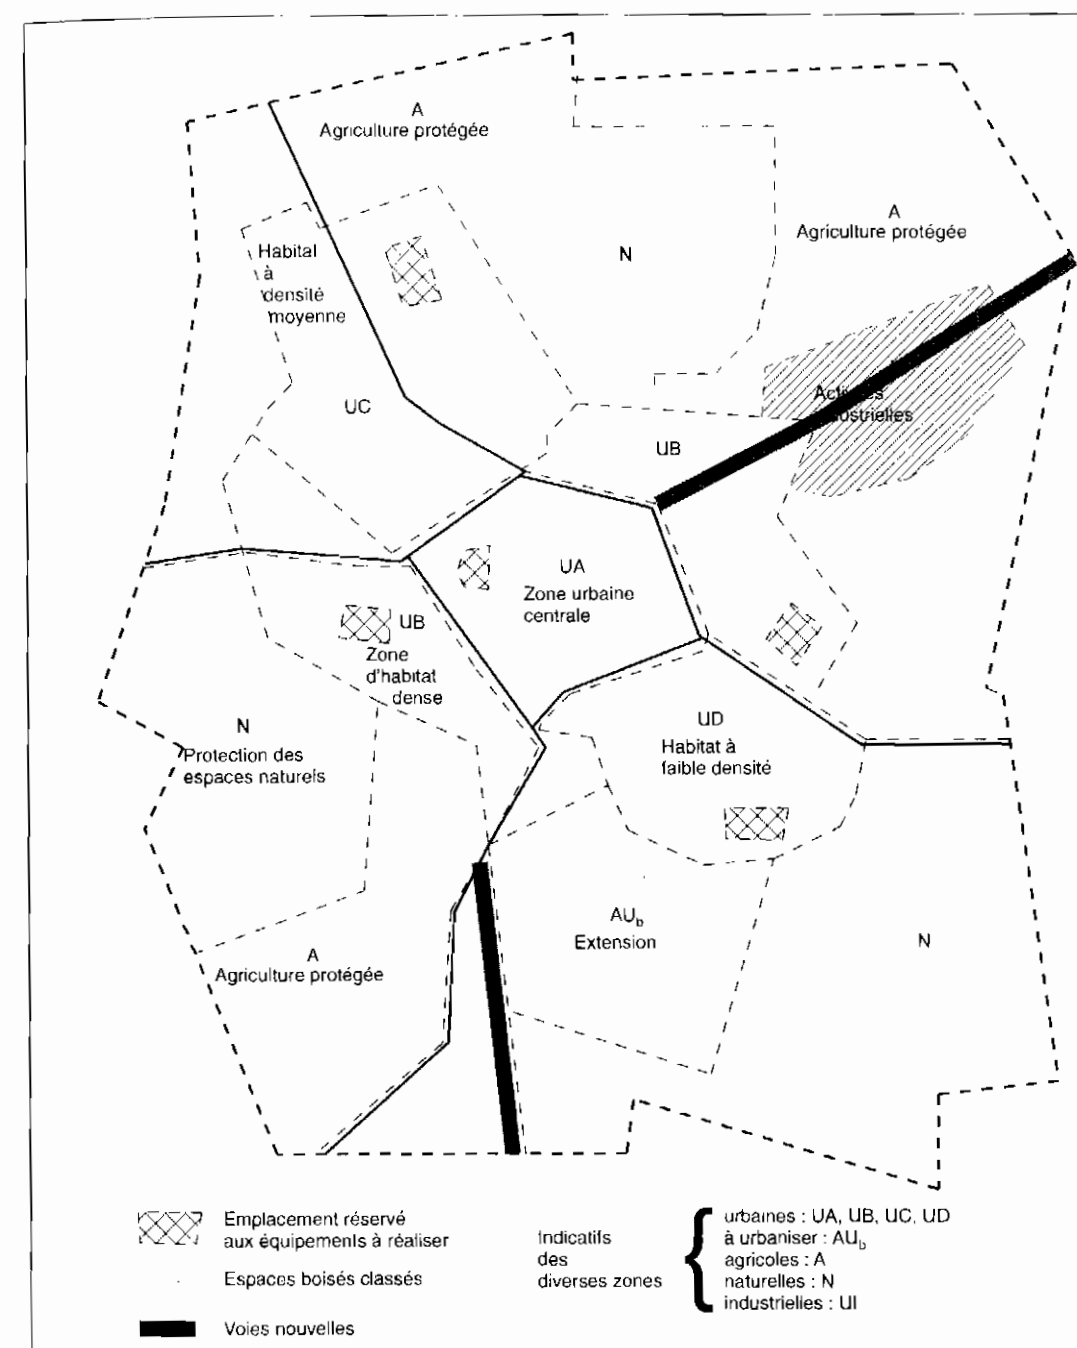 A
Agriculture protégée
A
Agriculture protégée
N
Habital
à
densité
moyenne
UC
UB
UA
Zone urbaine
centrale
UB
Zone
d'habitat
dense
N
Protection des
espaces naturels
UD
Habitat à
faible densité
AUb
Extension
N
A
Agriculture protégée
Emplacement réservé
aux équipements à réaliser
Espaces boisés classés
Voies nouvelles
Indicatifs
des
diverses zones
urbaines : UA, UB, UC, UD
à urbaniser : AUb
agricoles : A
naturelles : N
industrielles : UI